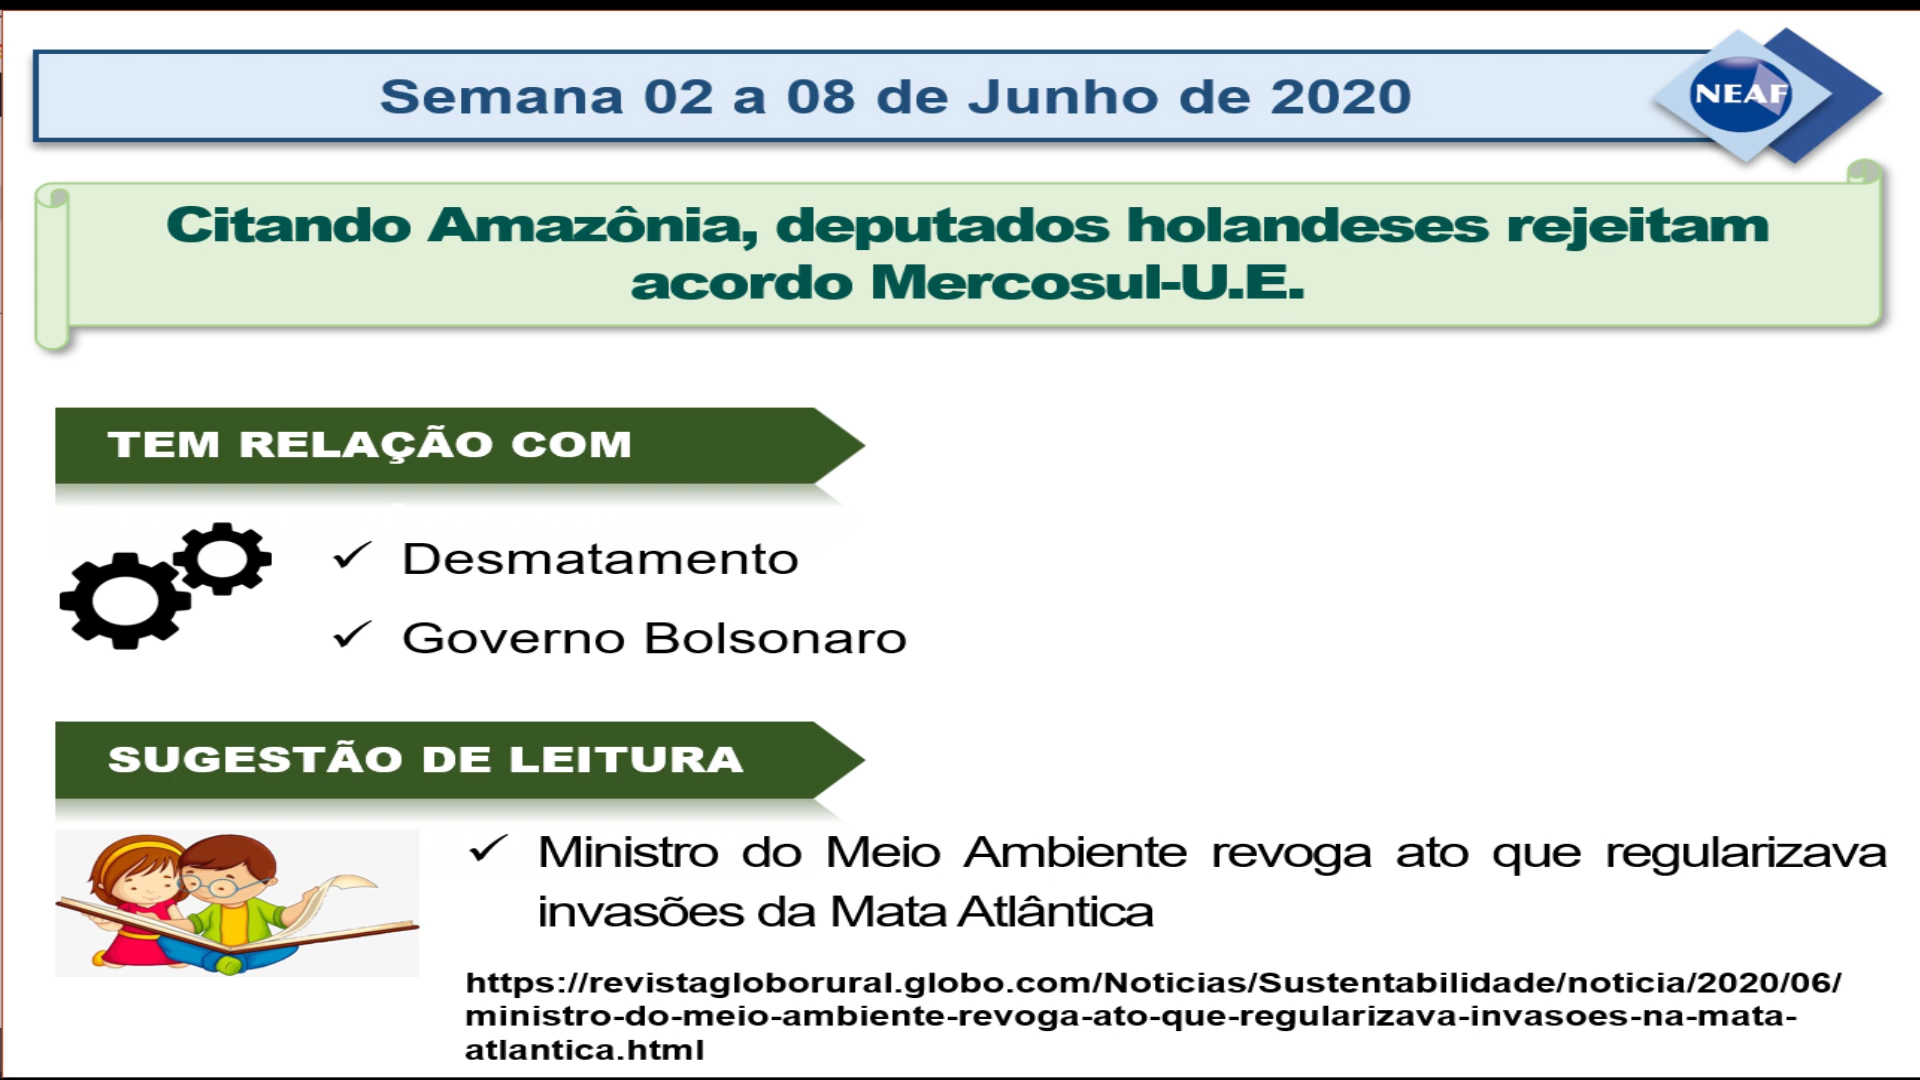 Semana 02 a 08 de Junho de 2020
NEAF
Citando Amazônia, deputados holandeses rejeitam
acordo Mercosul-U.E.
TEM RELAÇÃO COM
✓ Desmatamento
✓ Governo Bolsonaro
SUGESTÃO DE LEITURA
✓ Ministro do Meio Ambiente revoga ato que regularizava
invasões da Mata Atlântica
https://revistagloborural.globo.com/Noticias/Sustentabilidade/noticia/2020/06/
ministro-do-meio-ambiente-revoga-ato-que-regularizava-invasoes-na-mata-
atlantica.html